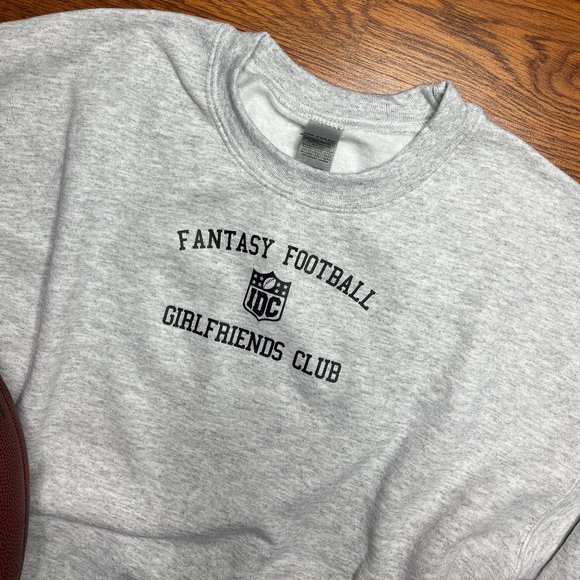 FANTASY FOOTBALL
IDC
GIRLFRIENDS CLUB